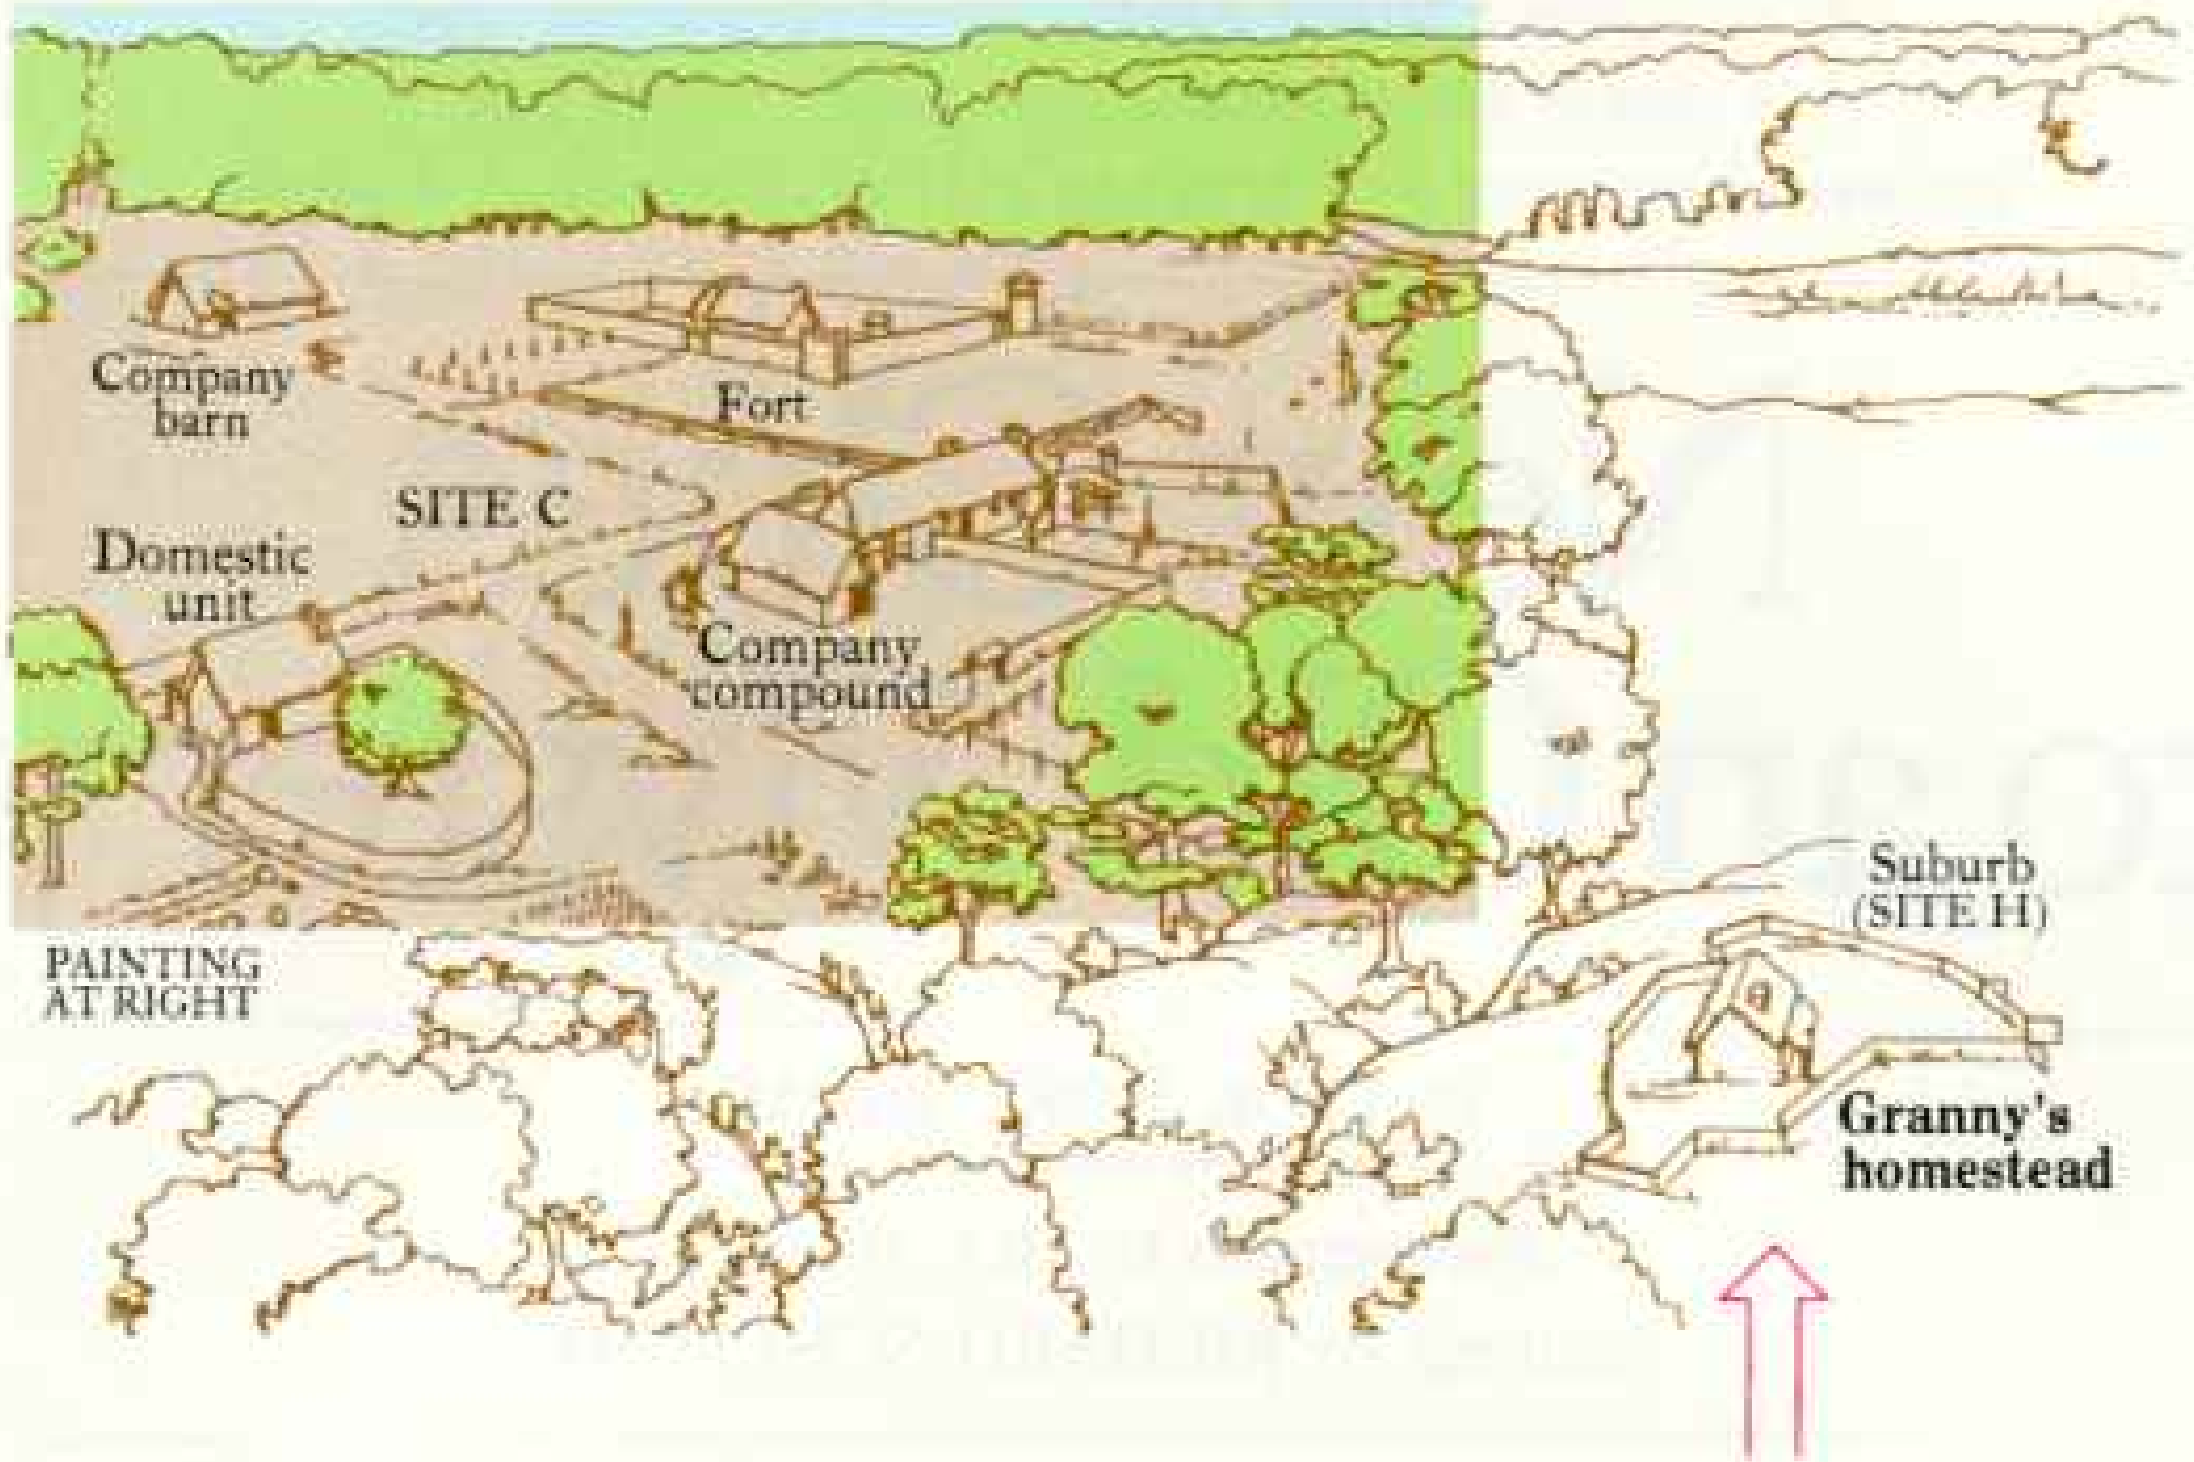 Company
barn
Fort
SITE C
Domestic
unit
Company
compound
Suburb
(SITE H)
PAINTING
AT RIGHT
Granny's
homestead